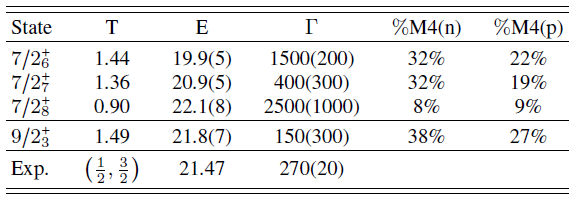 State T E Γ %M4(n) %M4(p)
7/2₆⁺ 1.44 19.9(5) 1500(200) 32% 22%
7/2₇⁺ 1.36 20.9(5) 400(300) 32% 19%
7/2₈⁺ 0.90 22.1(8) 2500(1000) 8% 9%
9/2₃⁺ 1.49 21.8(7) 150(300) 38% 27%
Exp. (1/2, 3/2) 21.47 270(20)